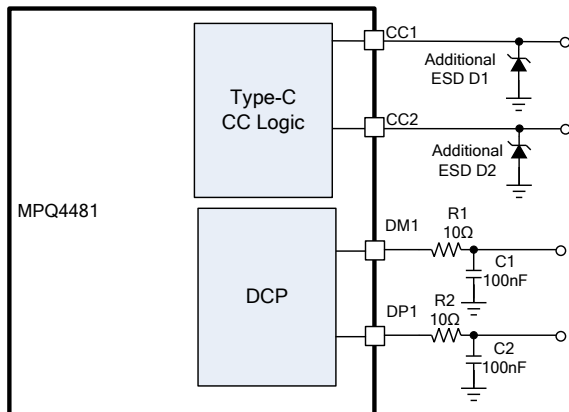 CC1
Additional
ESD D1
Type-C
CC Logic
CC2
Additional
ESD D2
MPQ4481
DM1
R1
10Ω
C1
100nF
DCP
DP1
R2
10Ω
C2
100nF